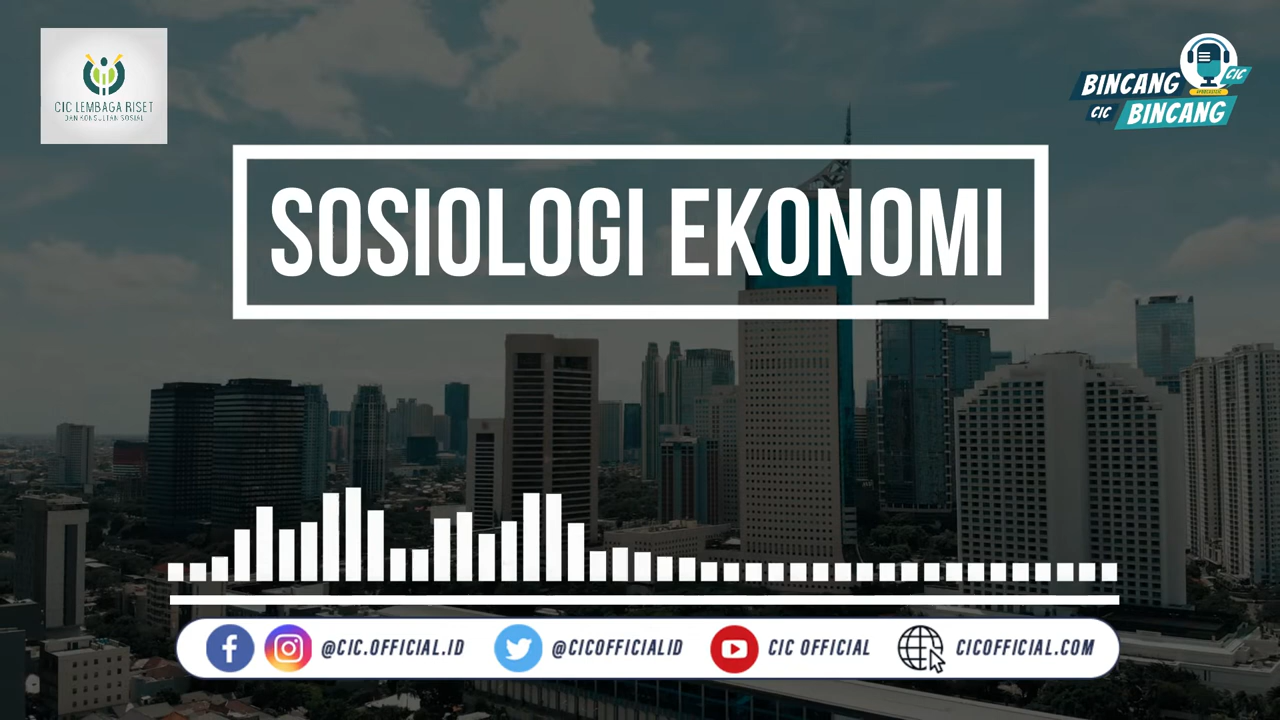 CIC LEMBAGA RISET
DAN KONSULTAN SOSIAL
BINCANG CIC
#PODCASTCIC
CIC BINCANG
SOSIOLOGI EKONOMI
@CIC.OFFICIAL.ID
@CICOFFICIALID
CIC OFFICIAL
CICOFFICIAL.COM